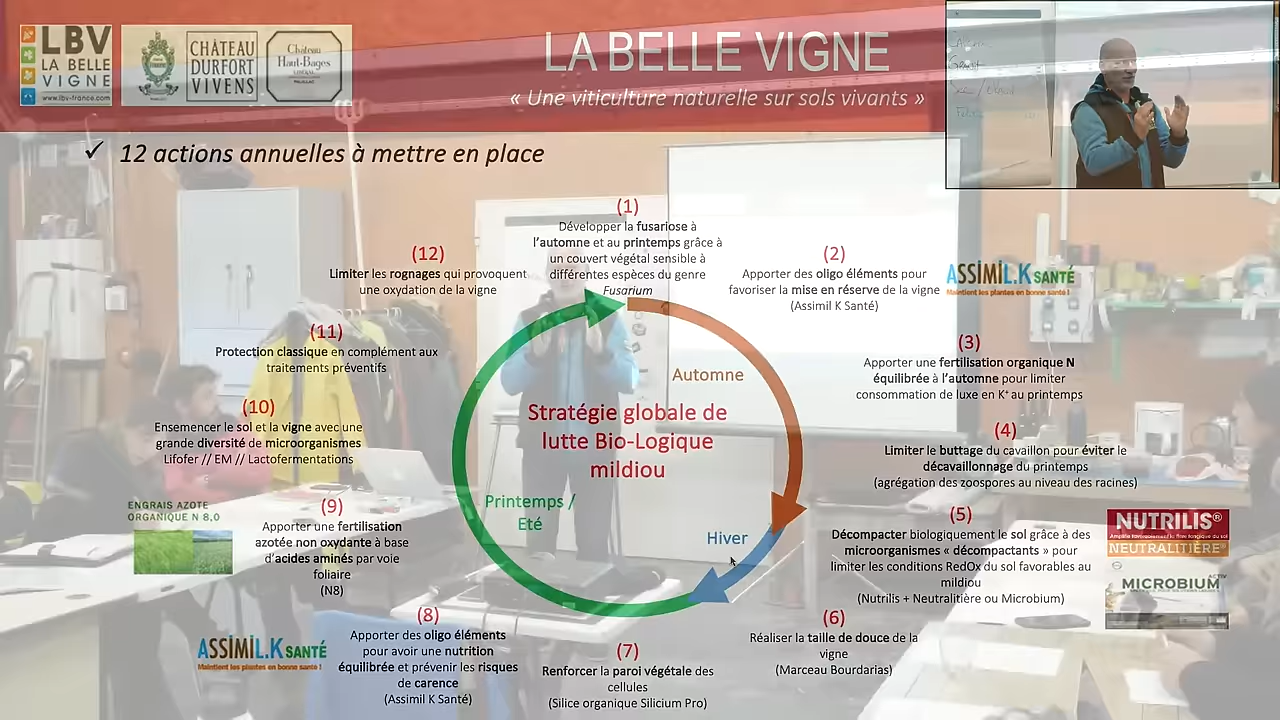 LBV
LA BELLE
VIGNE
www.lbv-france.com
CHÂTEAU
DURFORT
VIVENS
Château
Haut-Bages
LA BELLE VIGNE
« Une viticulture naturelle sur sols vivants »
✓ 12 actions annuelles à mettre en place
(1)
Développer la fusariose à
l'automne et au printemps grâce à
un couvert végétal sensible à
différentes espèces du genre
Fusarium
(2)
Apporter des oligo éléments pour
favoriser la mise en réserve de la vigne
(Assimil K Santé)
ASSIMIL.K SANTÉ
Maintient les plantes en bonne santé !
(3)
Apporter une fertilisation organique N
équilibrée à l'automne pour limiter
consommation de luxe en K+ au printemps
(4)
Limiter le buttage du cavaillon pour éviter le
décavaillonnage du printemps
(agrégation des zoospores au niveau des racines)
(5)
Décompacter biologiquement le sol grâce à des
microorganismes « décompactants » pour
limiter les conditions RedOx du sol favorables au
mildiou
(Nutrilis + Neutralitière ou Microbium)
NUTRILIS®
NEUTRALITIÈRE®
MICROBIUM
(6)
Réaliser la taille de douce de la
vigne
(Marceau Bourdarias)
(7)
Renforcer la paroi végétale des
cellules
(Silice organique Silicium Pro)
(8)
Apporter des oligo éléments
pour avoir une nutrition
équilibrée et prévenir les risques
de carence
(Assimil K Santé)
ASSIMIL.K SANTÉ
Maintient les plantes en bonne santé !
(9)
Apporter une fertilisation
azotée non oxydante à base
d'acides aminés par voie
foliaire
(N8)
ENGRAIS AZOTE
ORGANIQUE N 8,0
(10)
Ensemencer le sol et la vigne avec une
grande diversité de microorganismes
Lifofer // EM // Lactofermentations
(11)
Protection classique en complément aux
traitements préventifs
(12)
Limiter les rognages qui provoquent
une oxydation de la vigne
Automne
Stratégie globale de
lutte Bio-Logique
mildiou
Printemps /
Eté
Hiver